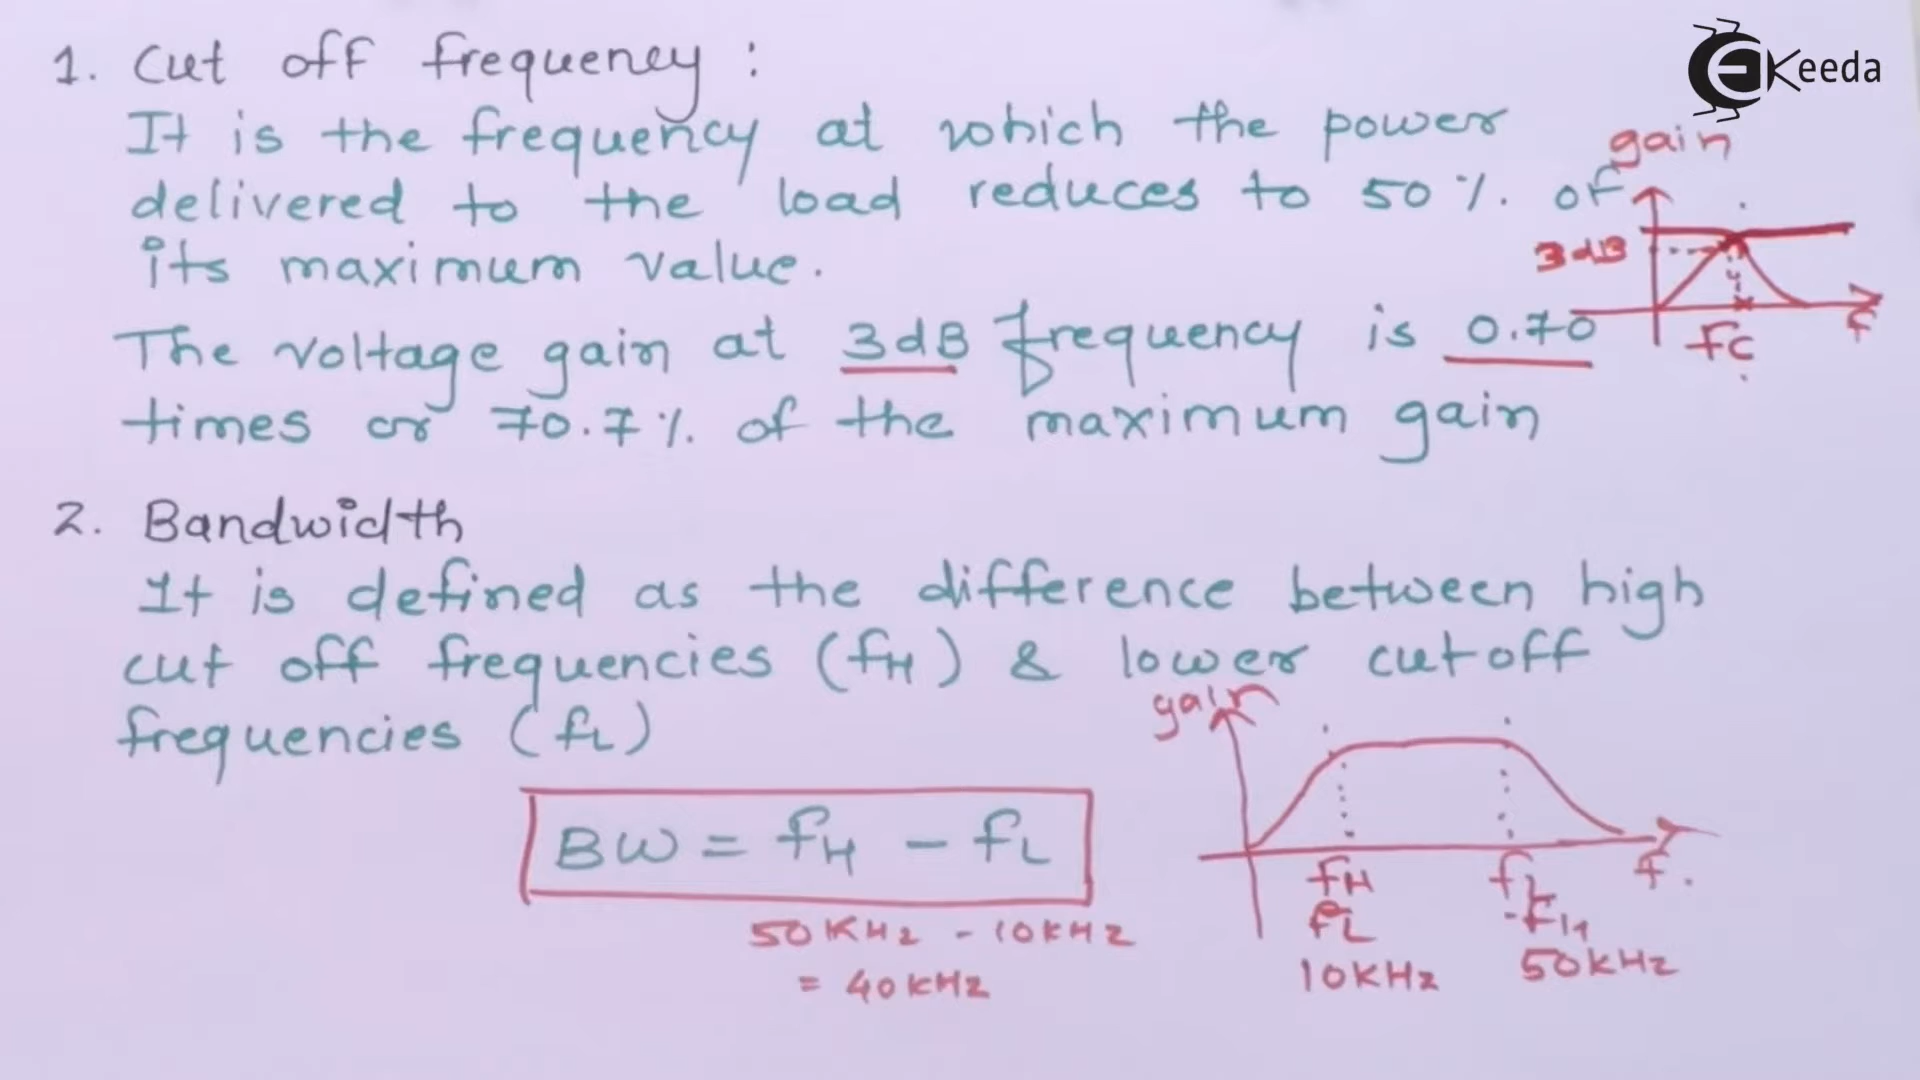 1. Cut off frequency :
EKeeda
It is the frequency at which the power
gain
delivered to the load reduces to 50 %. of
its maximum value.
3dB
The voltage gain at 3dB frequency is 0.70
fc
f
times or 70.7 %. of the maximum gain
2. Bandwidth
It is defined as the difference between high
cut off frequencies (fH) & lower cutoff
frequencies (fL)
gain
BW = fH - fL
fH
f
fL
fH
50KHz - 10KHz
10KHz
50KHz
= 40KHz